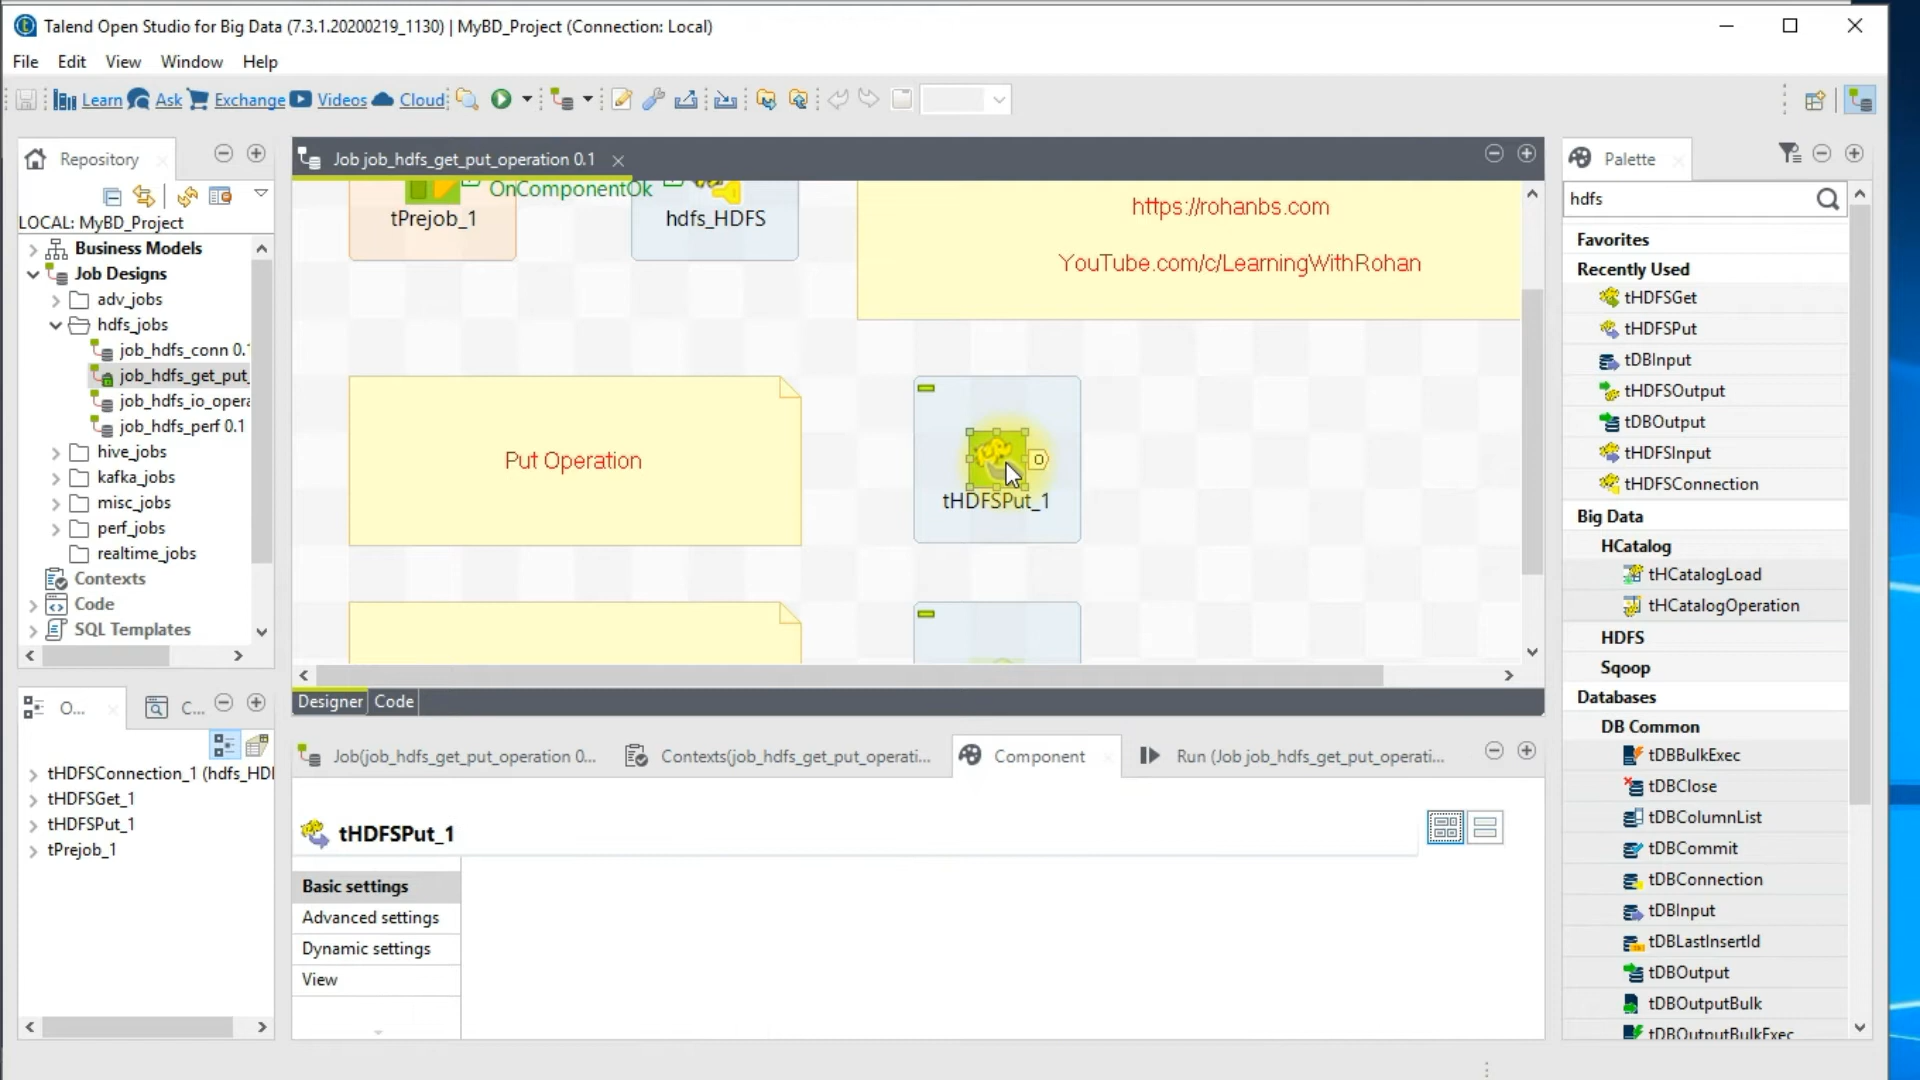 Talend Open Studio for Big Data (7.3.1.20200219_1130) | MyBD_Project (Connection: Local)
File Edit View Window Help
Learn Ask Exchange Videos Cloud
Repository
LOCAL: MyBD_Project
Business Models
Job Designs
adv_jobs
hdfs_jobs
job_hdfs_conn 0.1
job_hdfs_get_put_
job_hdfs_io_opera
job_hdfs_perf 0.1
hive_jobs
kafka_jobs
misc_jobs
perf_jobs
realtime_jobs
Contexts
Code
SQL Templates
O...
C...
tHDFSConnection_1 (hdfs_HDI
tHDFSGet_1
tHDFSPut_1
tPrejob_1
Job job_hdfs_get_put_operation 0.1
OnComponentOk
tPrejob_1
hdfs_HDFS
https://rohanbs.com
YouTube.com/c/LearningWithRohan
Put Operation
O
tHDFSPut_1
Designer Code
Job(job_hdfs_get_put_operation 0...
Contexts(job_hdfs_get_put_operati...
Component
Run (Job job_hdfs_get_put_operati...
tHDFSPut_1
Basic settings
Advanced settings
Dynamic settings
View
Palette
hdfs
Favorites
Recently Used
tHDFSGet
tHDFSPut
tDBInput
tHDFSOutput
tDBOutput
tHDFSInput
tHDFSConnection
Big Data
HCatalog
tHCatalogLoad
tHCatalogOperation
HDFS
Sqoop
Databases
DB Common
tDBBulkExec
tDBClose
tDBColumnList
tDBCommit
tDBConnection
tDBInput
tDBLastInsertId
tDBOutput
tDBOutputBulk
tDBOutputBulkExec